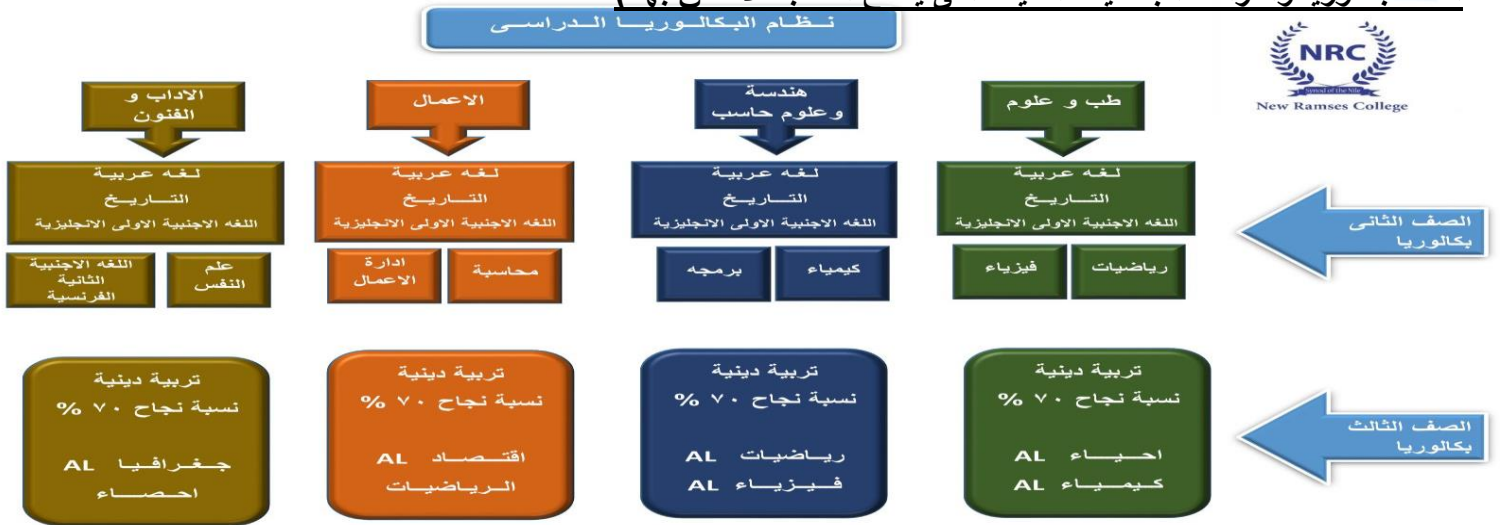 نظام البكالوريا الدراسى
NRC
Spread of the Nile
New Ramses College
طب و علوم
هندسة
وعلوم حاسب
الاعمال
الاداب و
الفنون
الصف الثانى
بكالوريا
لغه عربية
التاريخ
اللغه الاجنبية الاولى الانجليزية
رياضيات
فيزياء
لغه عربية
التاريخ
اللغه الاجنبية الاولى الانجليزية
كيمياء
برمجه
لغه عربية
التاريخ
اللغه الاجنبية الاولى الانجليزية
محاسبة
ادارة
الاعمال
لغه عربية
التاريخ
اللغه الاجنبية الاولى الانجليزية
علم
النفس
اللغه الاجنبية
الثانية
الفرنسية
الصف الثالث
بكالوريا
تربية دينية
نسبة نجاح ٧٠ %
احياء AL
كيمياء AL
تربية دينية
نسبة نجاح ٧٠ %
رياضيات AL
فيزياء AL
تربية دينية
نسبة نجاح ٧٠ %
اقتصاد AL
الرياضيات
تربية دينية
نسبة نجاح ٧٠ %
جغرافيا AL
احصاء